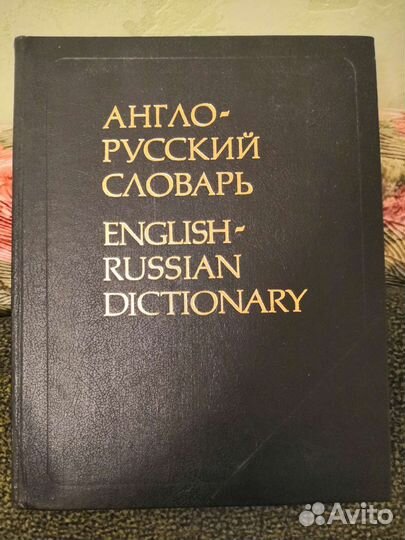 АНГЛО-
РУССКИЙ
СЛОВАРЬ
ENGLISH-
RUSSIAN
DICTIONARY
Avito